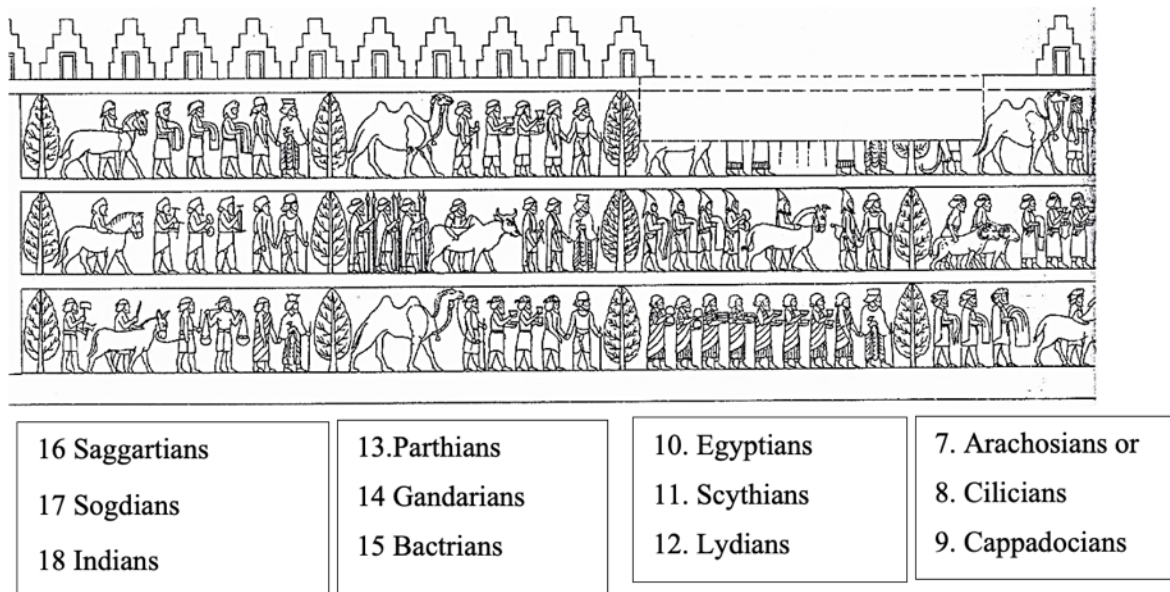 16 Saggartians
17 Sogdians
18 Indians
13.Parthians
14 Gandarians
15 Bactrians
10. Egyptians
11. Scythians
12. Lydians
7. Arachosians or
8. Cilicians
9. Cappadocians